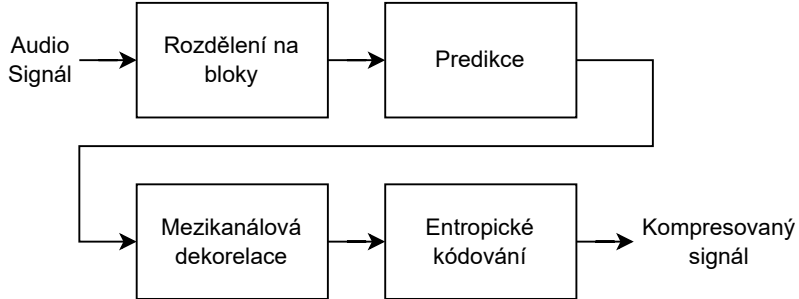 Audio
Signál
Rozdělení na
bloky
Predikce
Mezikanálová
dekorelace
Entropické
kódování
Kompresovaný
signál